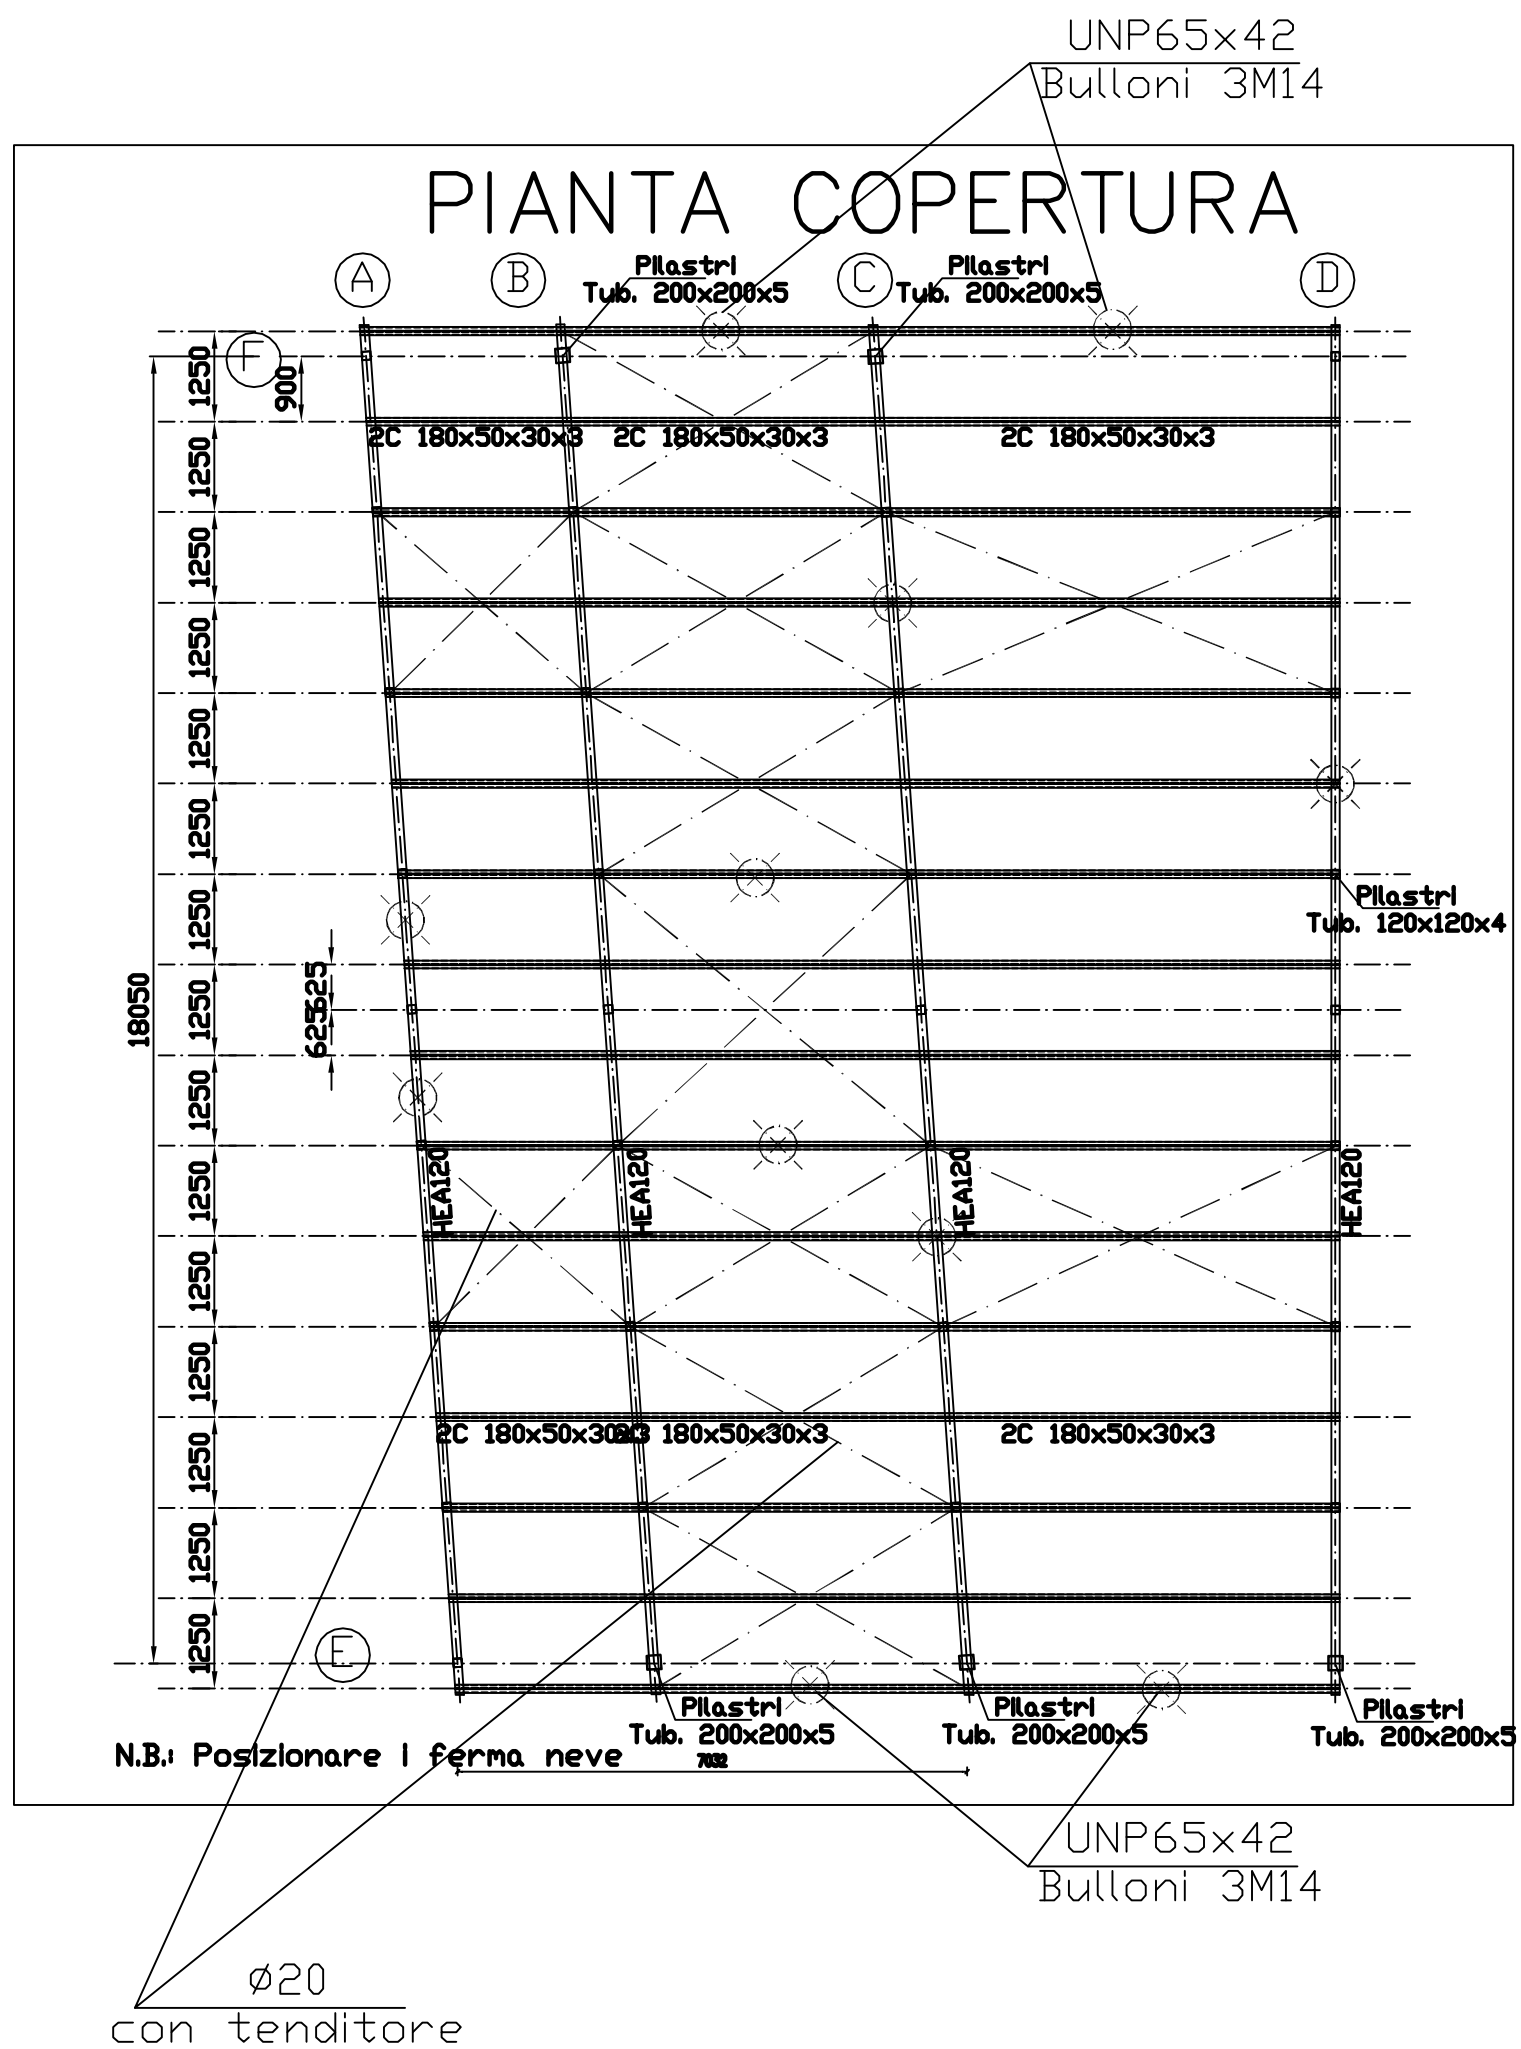 UNP65x42
Bulloni 3M14
PIANTA COPERTURA
A
B
C
D
Pilastri
Tub. 200x200x5
Pilastri
Tub. 200x200x5
F
1250
900
2C 180x50x30x3
2C 180x50x30x3
2C 180x50x30x3
1250
1250
1250
1250
1250
Pilastri
Tub. 120x120x4
1250
18050
625
625
1250
1250
HEA120
HEA120
HEA120
HEA120
1250
1250
1250
2C 180x50x30x3
2C 180x50x30x3
2C 180x50x30x3
1250
1250
1250
E
Pilastri
Tub. 200x200x5
Pilastri
Tub. 200x200x5
Pilastri
Tub. 200x200x5
N.B.: Posizionare i ferma neve
7032
UNP65x42
Bulloni 3M14
ø20
con tenditore